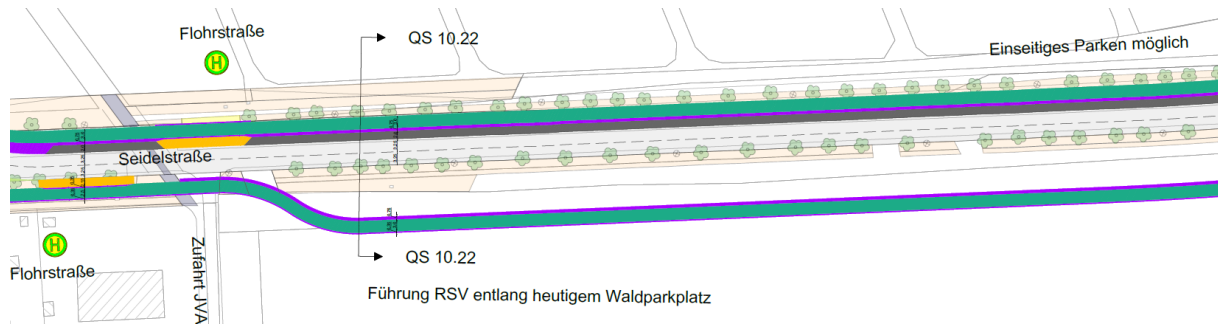 Flohrstraße
H
QS 10.22
Einseitiges Parken möglich
Seidelstraße
H
Flohrstraße
Zufahrt JVA
QS 10.22
Führung RSV entlang heutigem Waldparkplatz